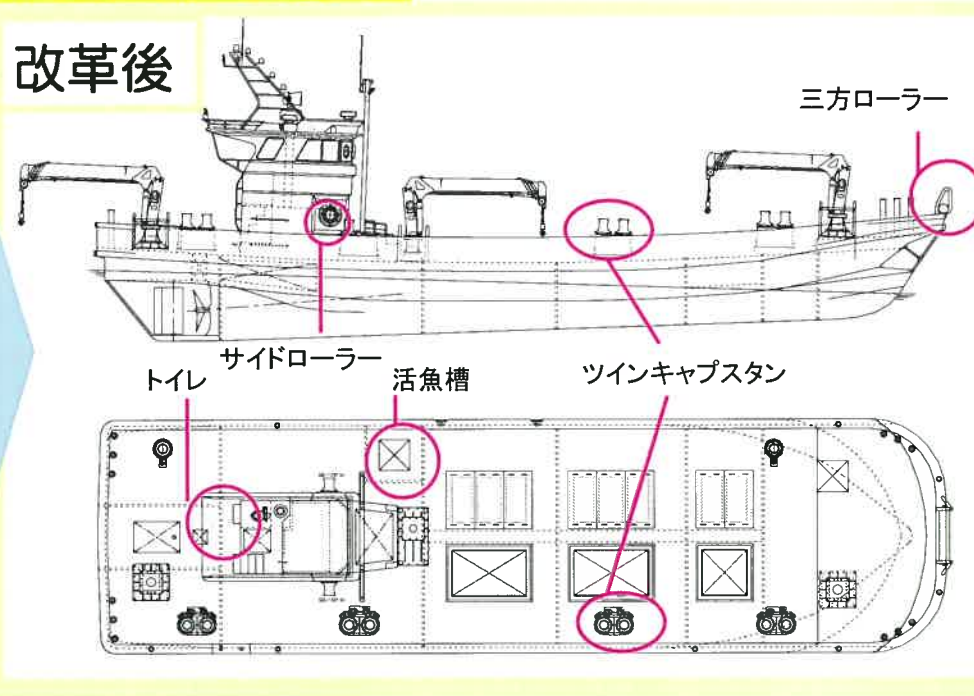 改革後
三方ローラー
サイドローラー
トイレ
活魚槽
ツインキャプスタン